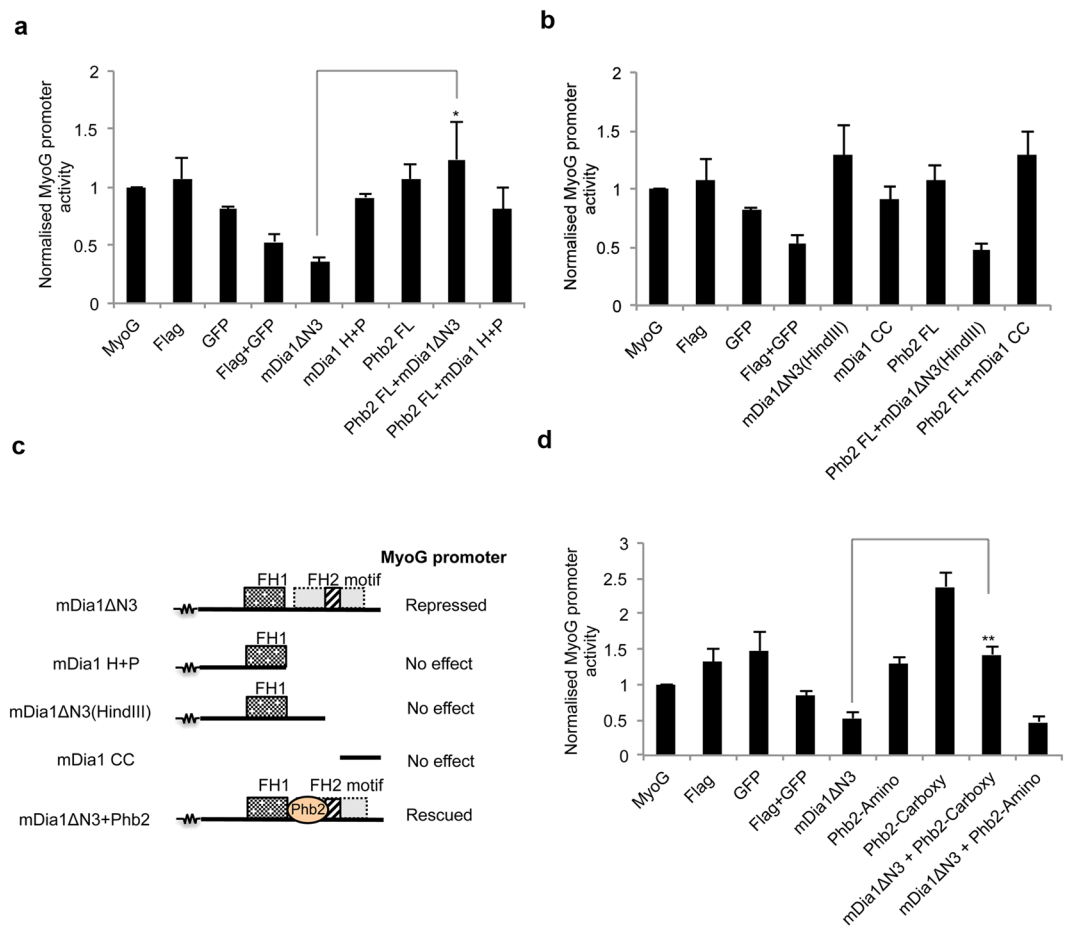 a
Normalised MyoG promoter
activity
2
1.5
1
0.5
0
*
MyoG
Flag
GFP
Flag+GFP
mDia1ΔN3
mDia1 H+P
Phb2 FL
Phb2 FL+mDia1ΔN3
Phb2 FL+mDia1 H+P
b
Normalised MyoG promoter
activity
2
1.5
1
0.5
0
MyoG
Flag
GFP
Flag+GFP
mDia1ΔN3(HindIII)
mDia1 CC
Phb2 FL
Phb2 FL+mDia1ΔN3(HindIII)
Phb2 FL+mDia1 CC
c
MyoG promoter
FH1 FH2 motif
mDia1ΔN3 Repressed
FH1
mDia1 H+P No effect
FH1
mDia1ΔN3(HindIII) No effect
mDia1 CC No effect
FH1 FH2 motif
mDia1ΔN3+Phb2 Phb2 Rescued
d
Normalised MyoG promoter
activity
3
2.5
2
1.5
1
0.5
0
**
MyoG
Flag
GFP
Flag+GFP
mDia1ΔN3
Phb2-Amino
Phb2-Carboxy
mDia1ΔN3 + Phb2-Carboxy
mDia1ΔN3 + Phb2-Amino